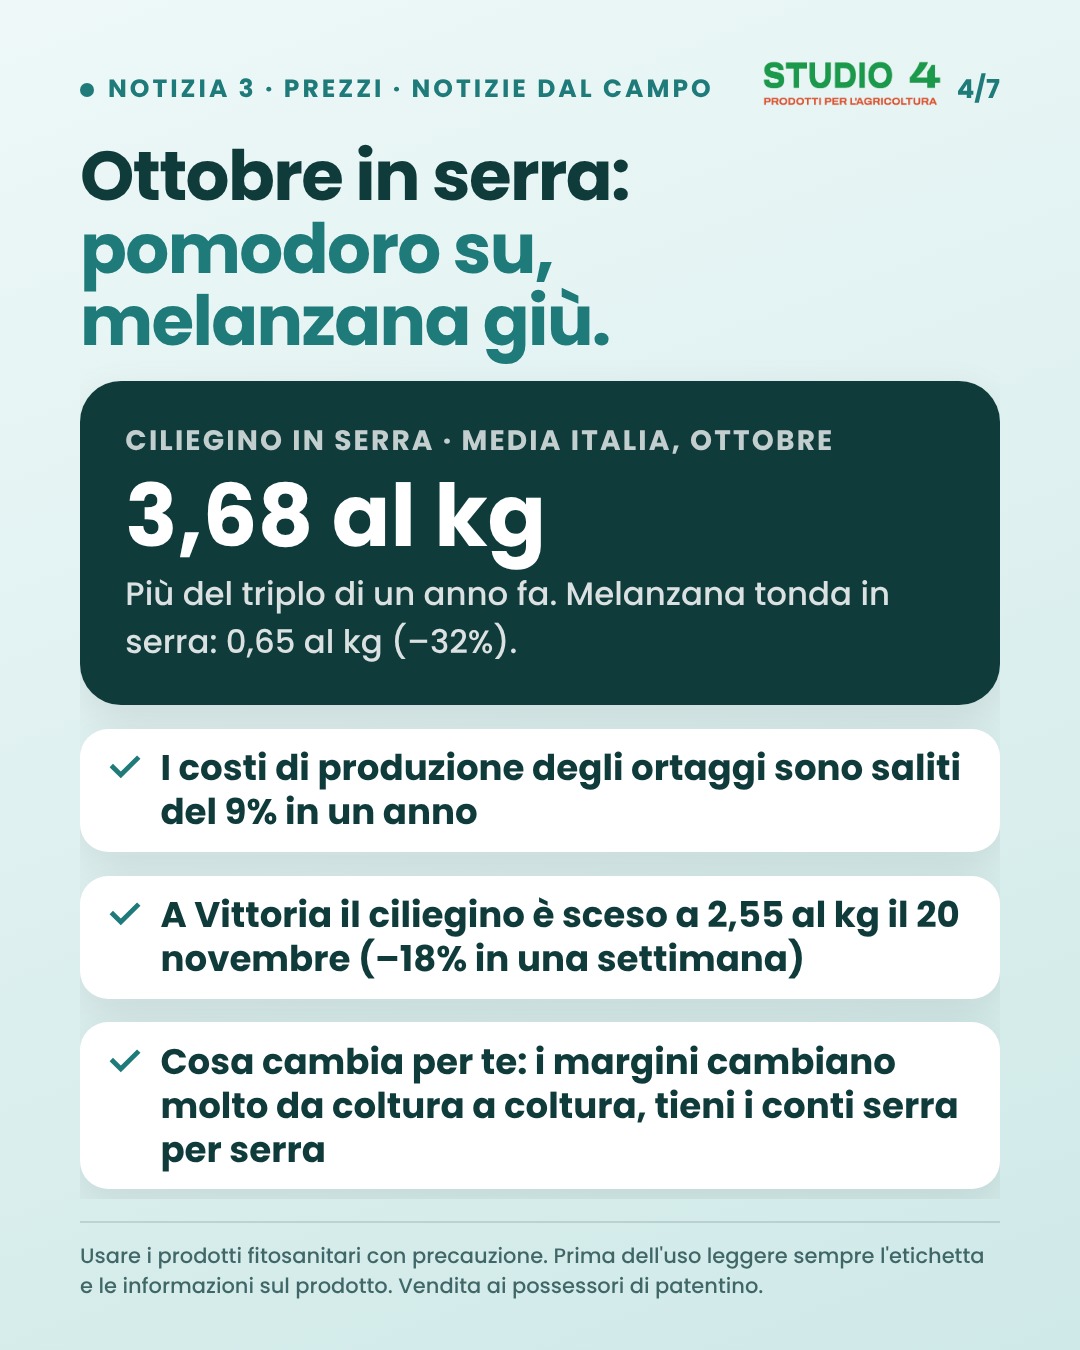 NOTIZIA 3 · PREZZI · NOTIZIE DAL CAMPO
STUDIO 4
PRODOTTI PER L'AGRICOLTURA
4/7
Ottobre in serra:
pomodoro su,
melanzana giù.
CILIEGINO IN SERRA · MEDIA ITALIA, OTTOBRE
3,68 al kg
Più del triplo di un anno fa. Melanzana tonda in
serra: 0,65 al kg (–32%).
I costi di produzione degli ortaggi sono saliti
del 9% in un anno
A Vittoria il ciliegino è sceso a 2,55 al kg il 20
novembre (–18% in una settimana)
Cosa cambia per te: i margini cambiano
molto da coltura a coltura, tieni i conti serra
per serra
Usare i prodotti fitosanitari con precauzione. Prima dell'uso leggere sempre l'etichetta
e le informazioni sul prodotto. Vendita ai possessori di patentino.